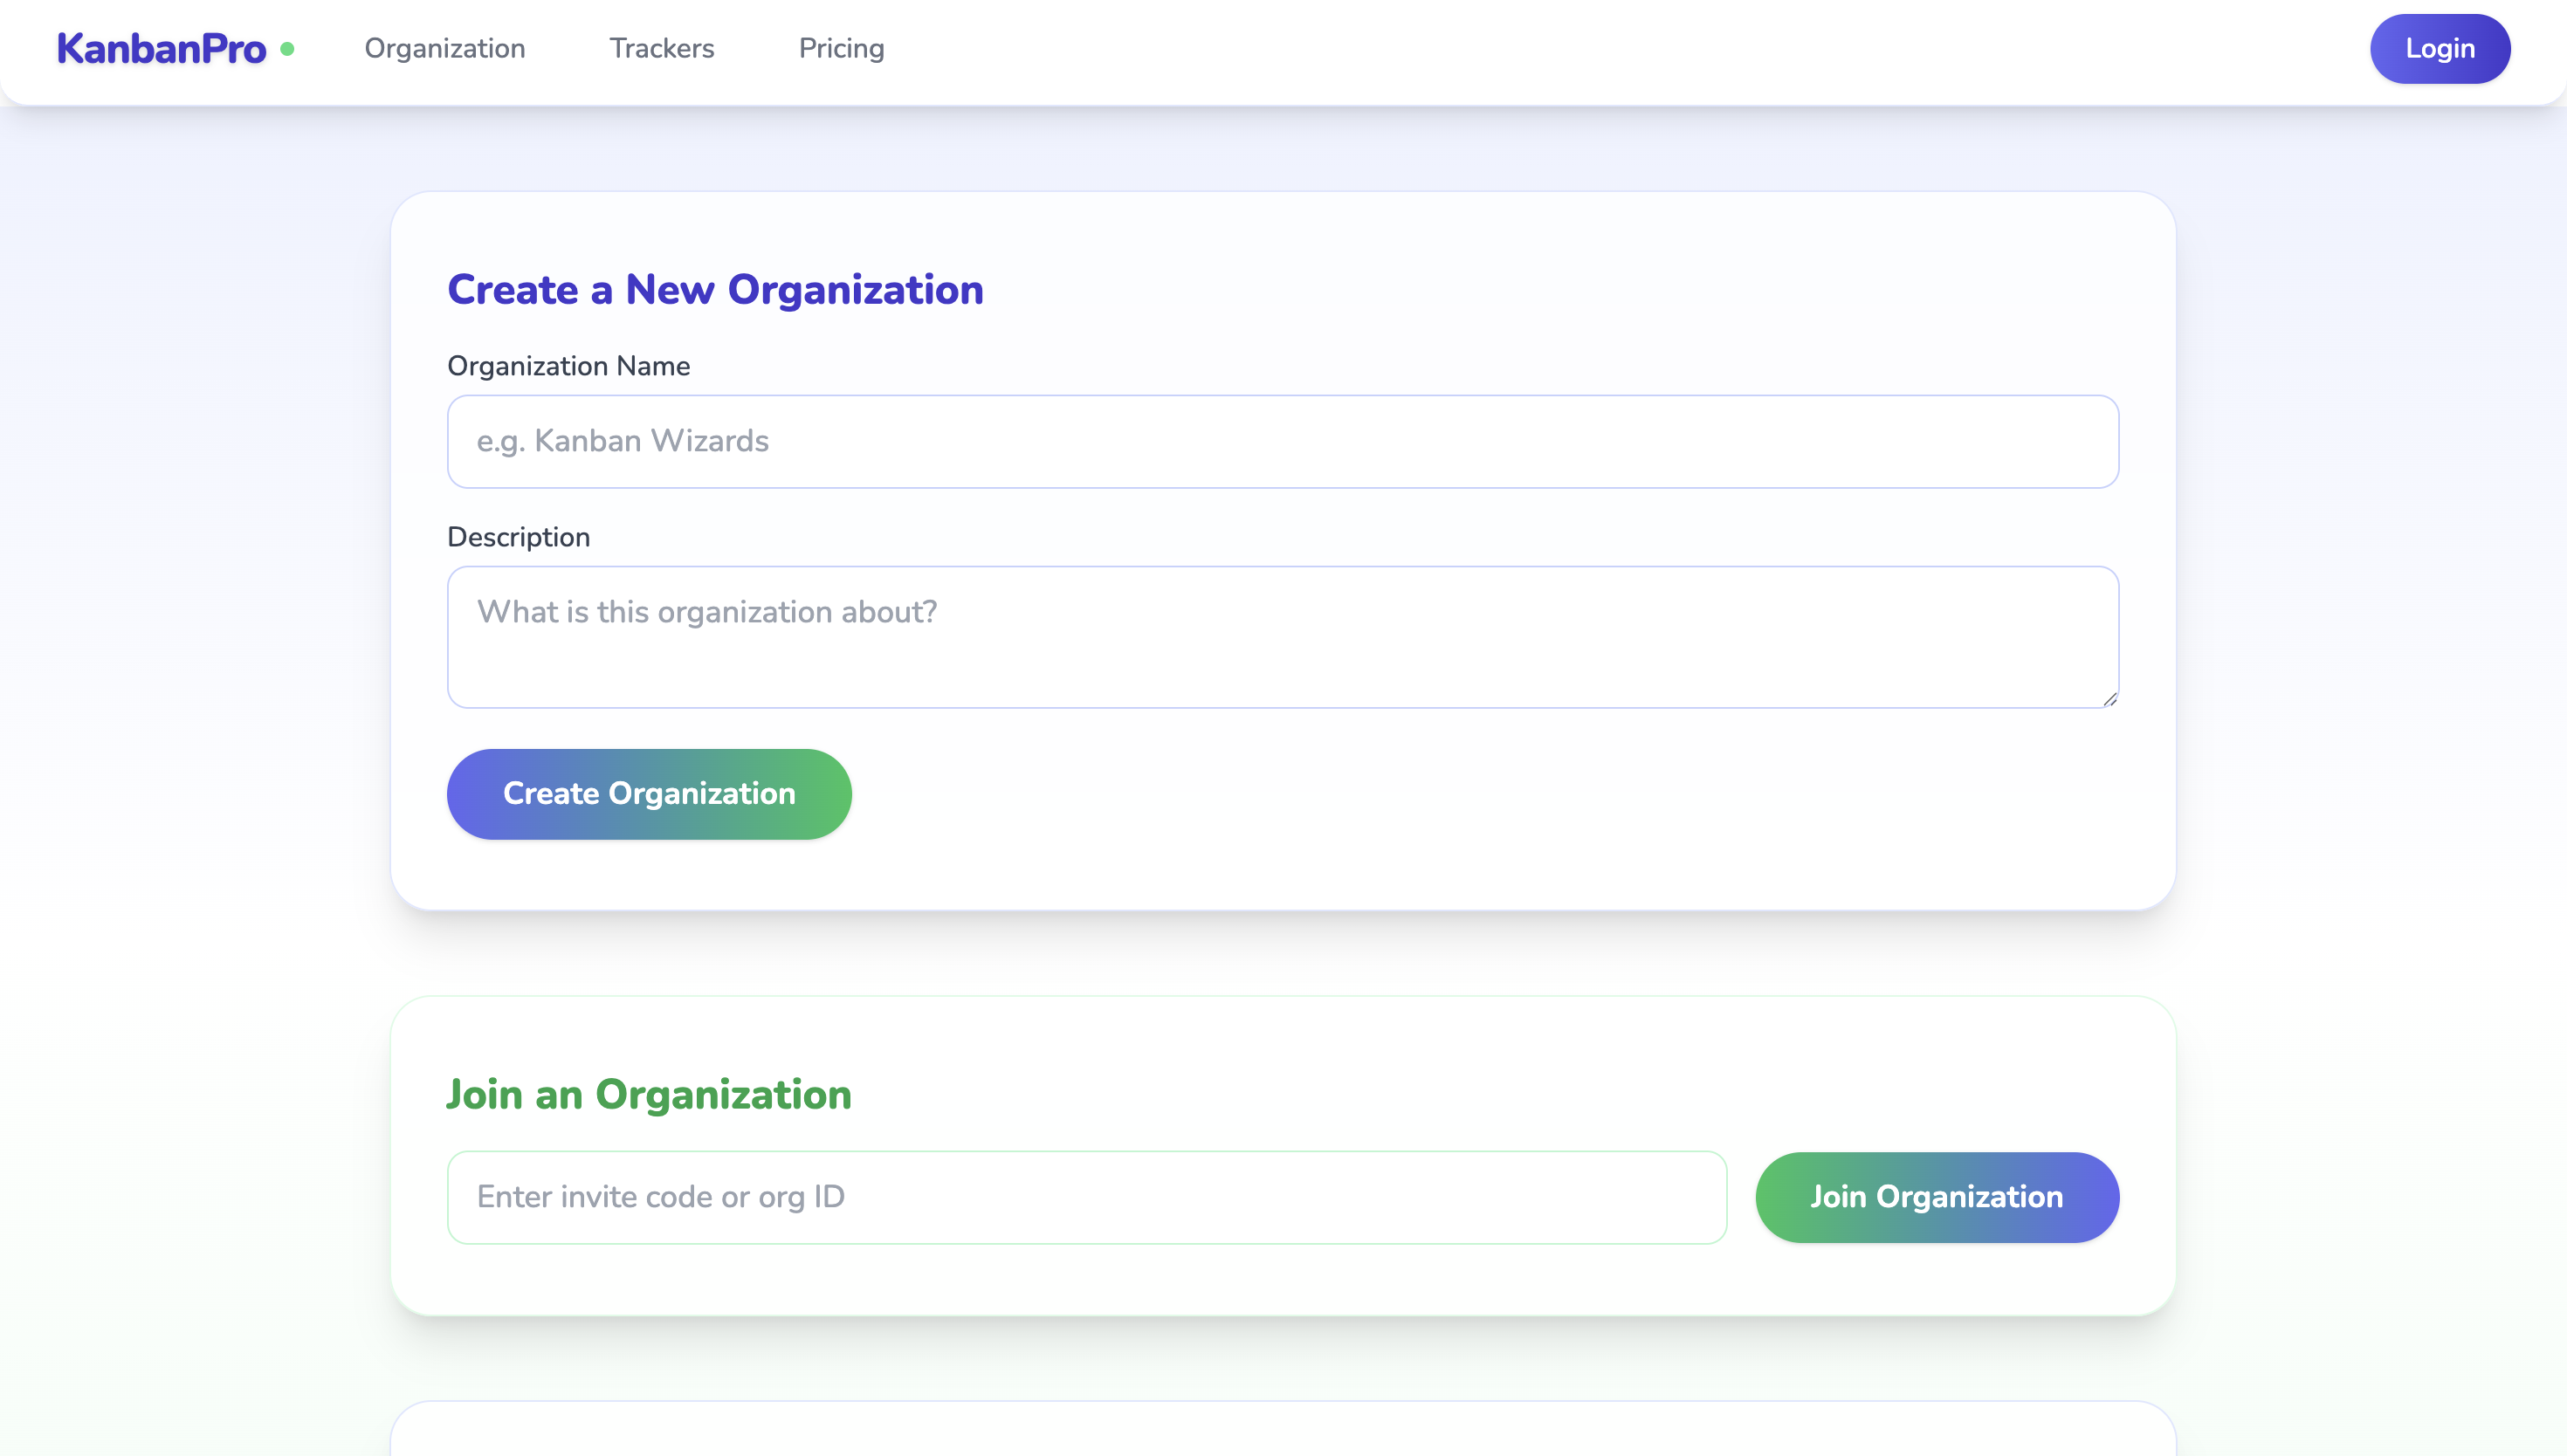 KanbanPro
Organization
Trackers
Pricing
Login
Create a New Organization
Organization Name
e.g. Kanban Wizards
Description
What is this organization about?
Create Organization
Join an Organization
Enter invite code or org ID
Join Organization